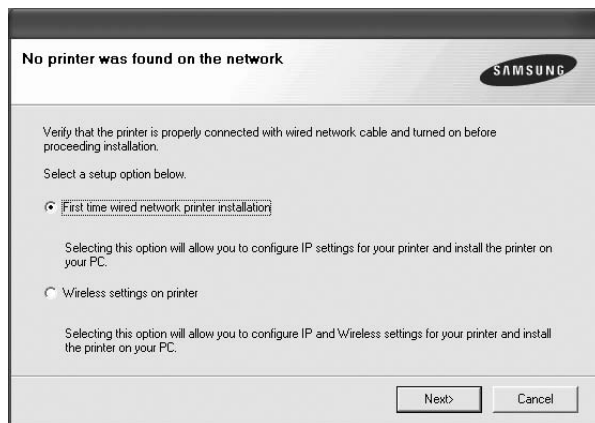 No printer was found on the network
SAMSUNG
Verify that the printer is properly connected with wired network cable and turned on before
proceeding installation.
Select a setup option below.
First time wired network printer installation
Selecting this option will allow you to configure IP settings for your printer and install the printer on
your PC.
Wireless settings on printer
Selecting this option will allow you to configure IP and Wireless settings for your printer and install
the printer on your PC.
Next>
Cancel